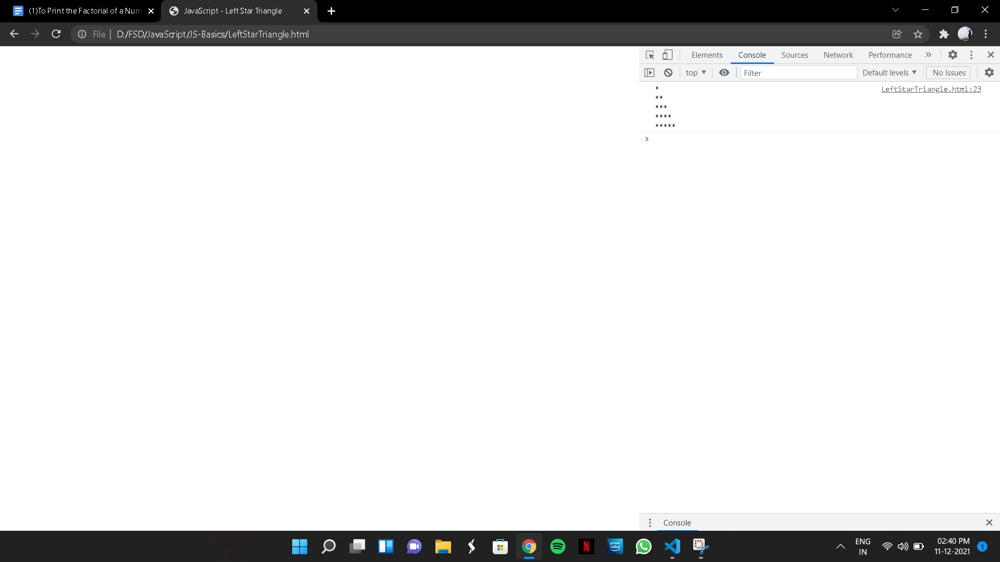 (1)To Print the Factorial of a Num
JavaScript - Left Star Triangle
File
D:/FSD/JavaScript/JS-Basics/LeftStarTriangle.html
Elements
Console
Sources
Network
Performance
top
Filter
Default levels
No Issues
*
LeftStarTriangle.html:23
**
***
****
*****
Console
prime video
ENG
IN
02:40 PM
11-12-2021
1